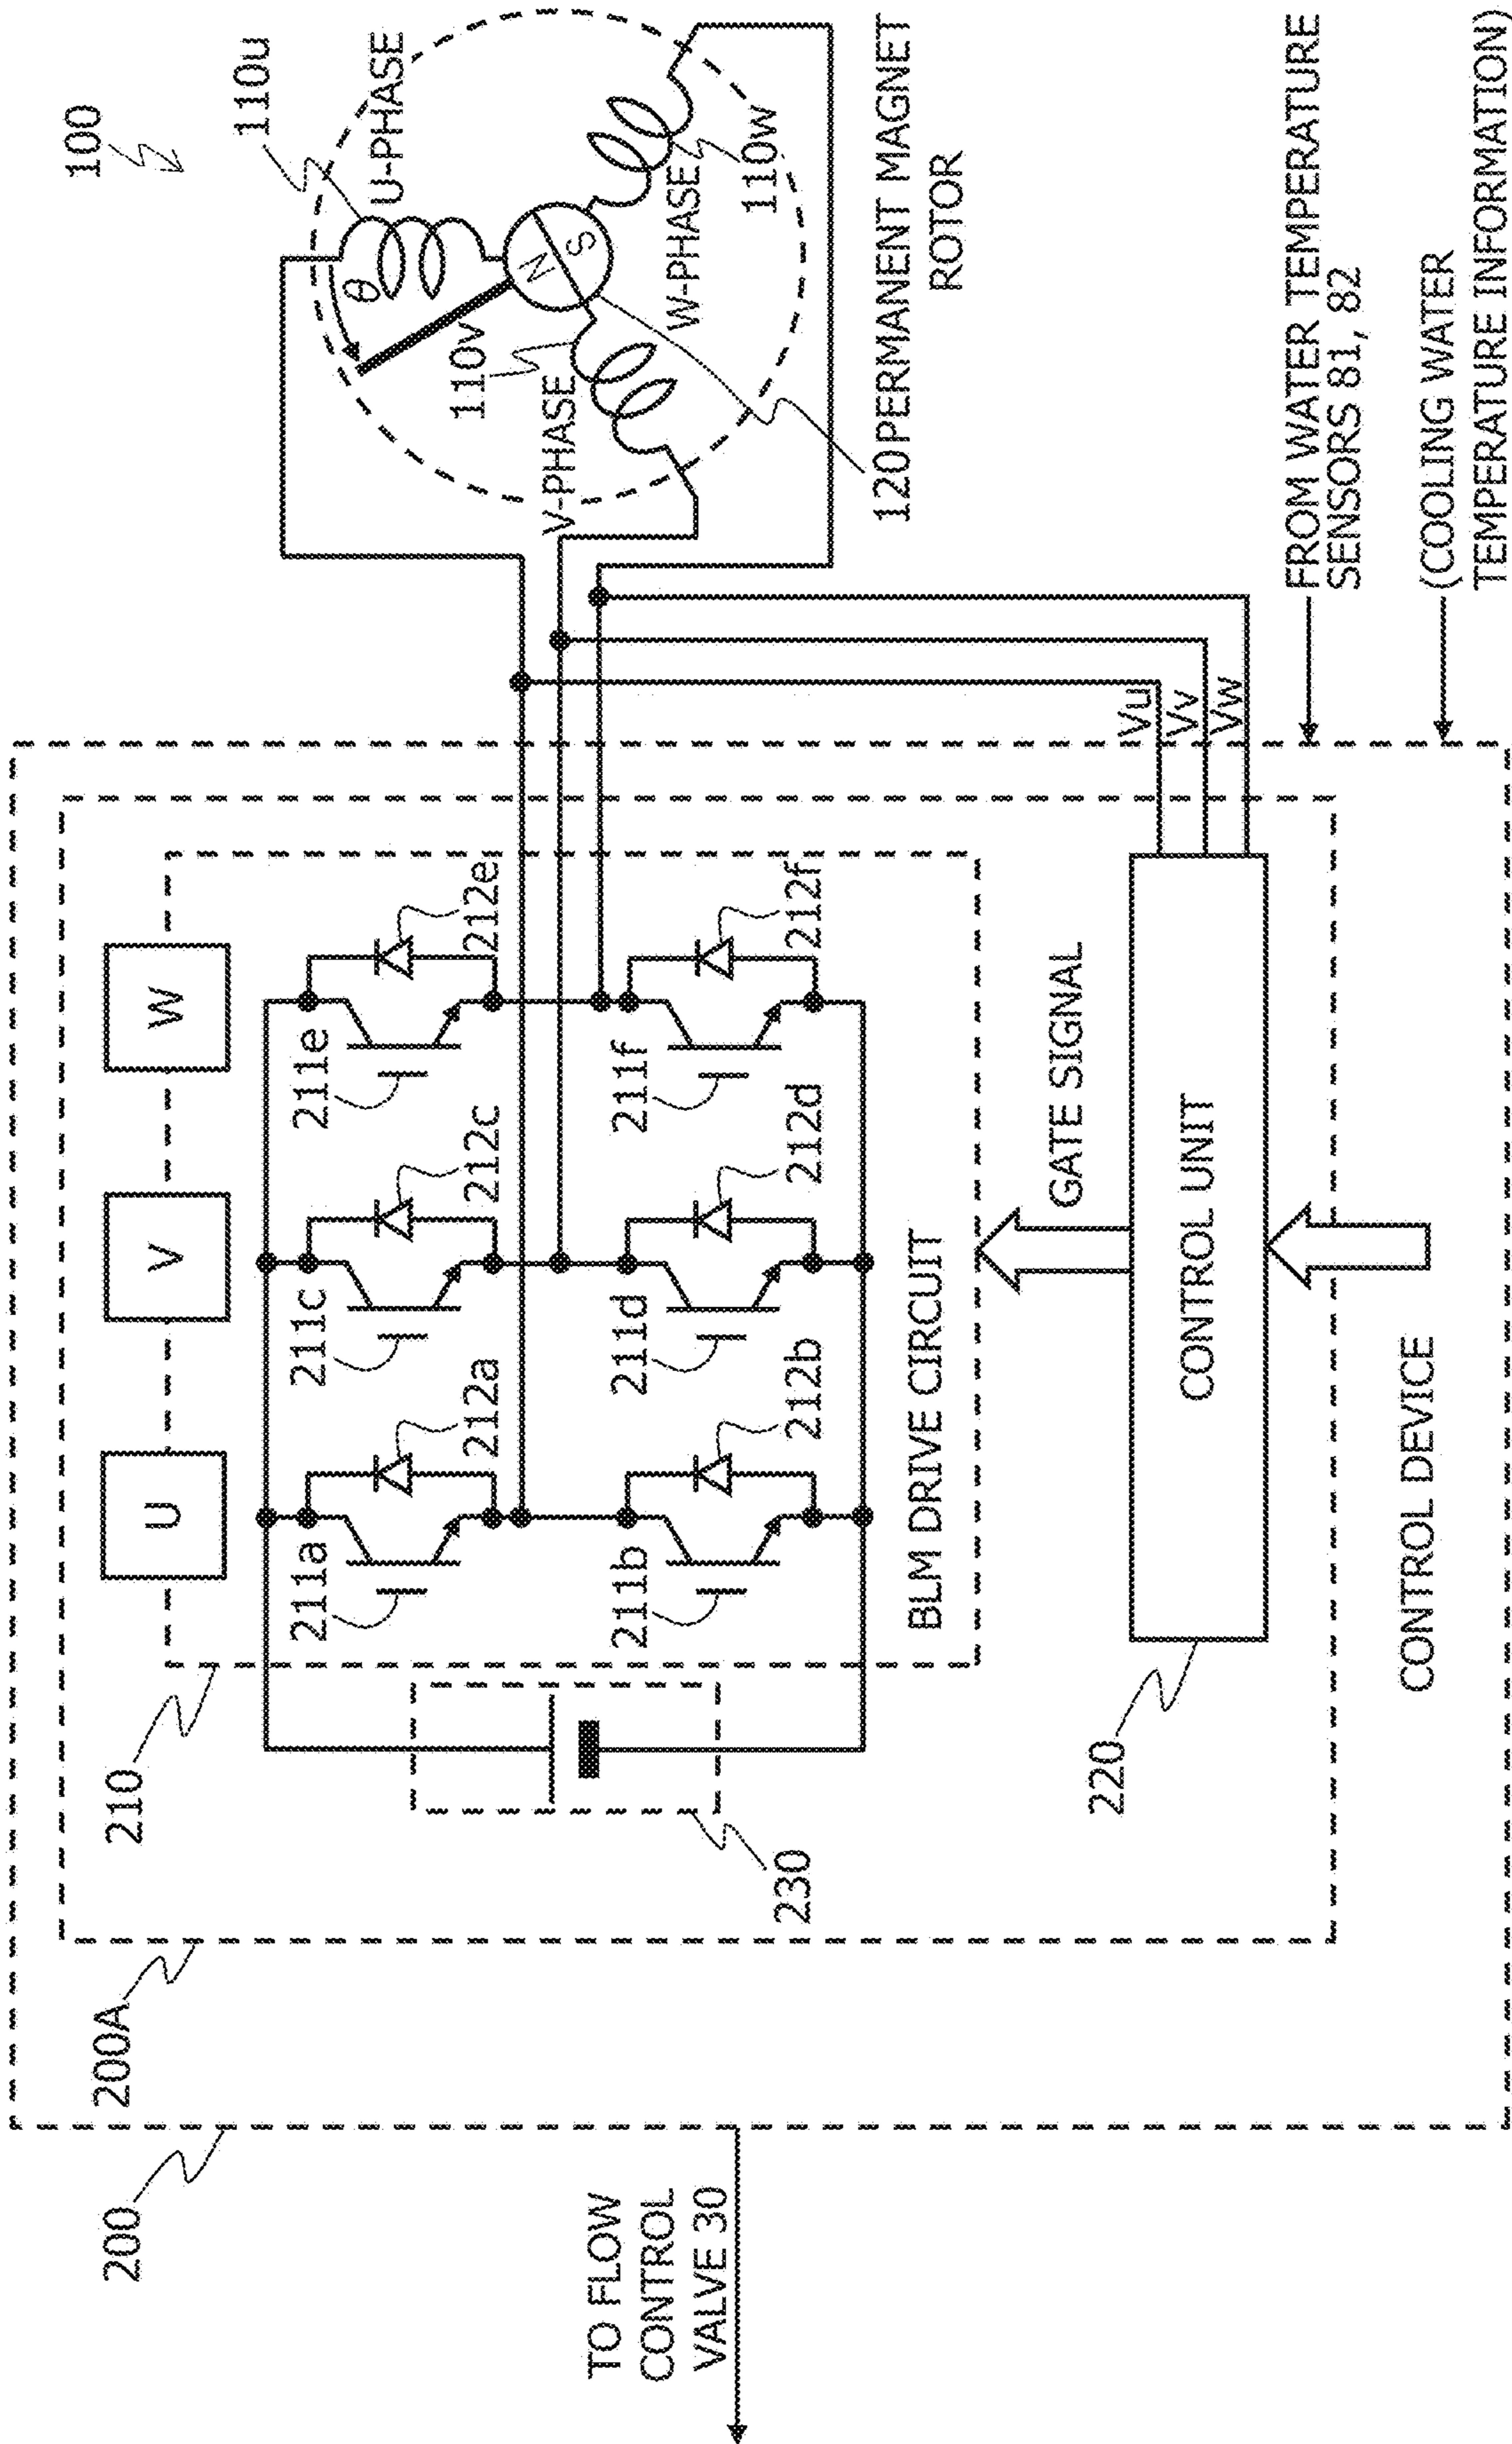 100
110u
U-PHASE
θ
N
S
110v
V-PHASE
W-PHASE
110w
120
PERMANENT MAGNET
ROTOR
200
200A
210
U
V
W
211a
212a
211c
212c
211e
212e
211b
212b
211d
212d
211f
212f
230
BLM DRIVE CIRCUIT
GATE SIGNAL
Vu
Vv
Vw
CONTROL UNIT
220
CONTROL DEVICE
FROM WATER TEMPERATURE
SENSORS 81, 82
(COOLING WATER
TEMPERATURE INFORMATION)
TO FLOW
CONTROL
VALVE 30